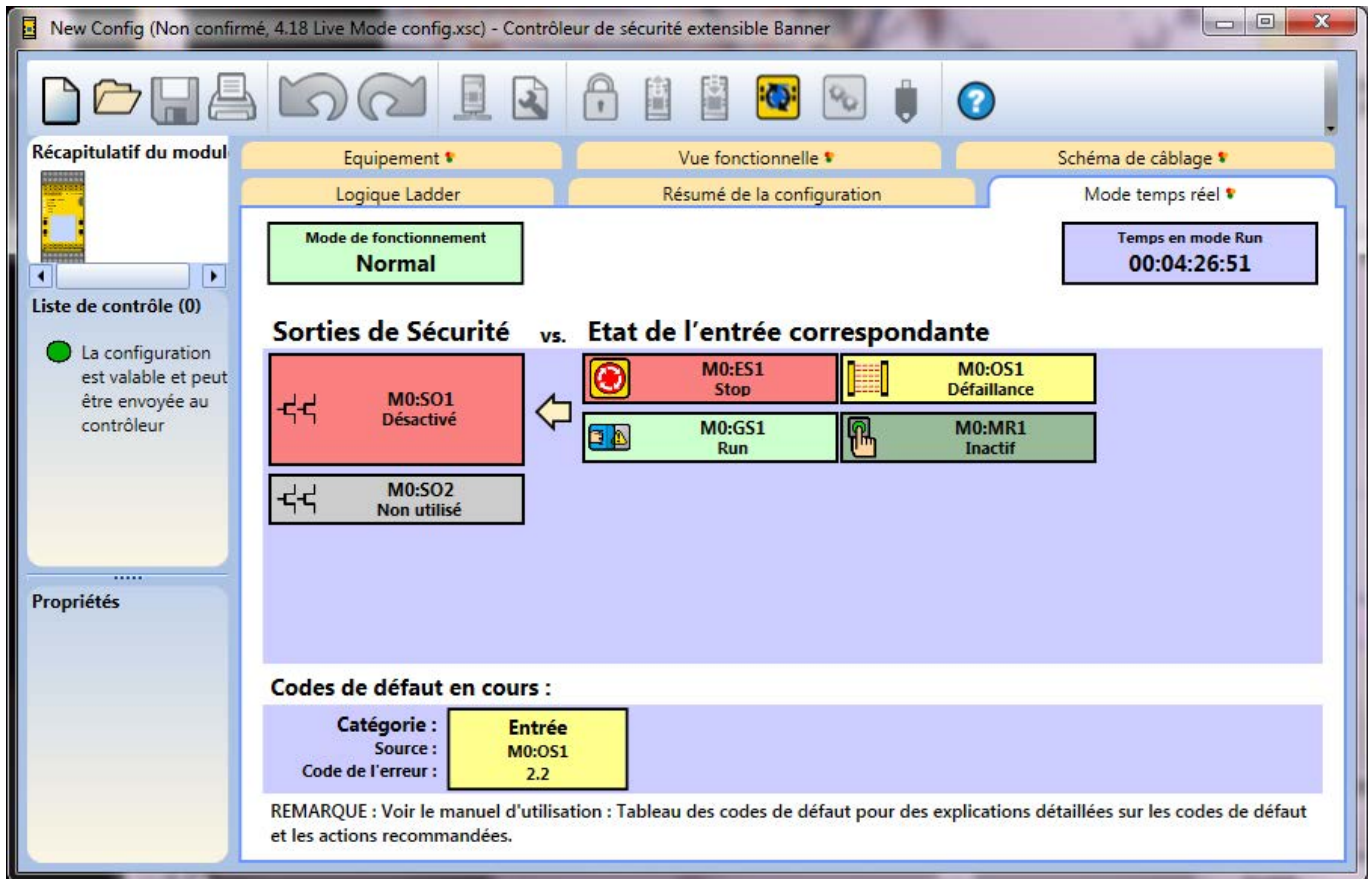 New Config (Non confirmé, 4.18 Live Mode config.xsc) - Contrôleur de sécurité extensible Banner
Récapitulatif du modul
Equipement
Vue fonctionnelle
Schéma de câblage
Logique Ladder
Résumé de la configuration
Mode temps réel
Mode de fonctionnement
Normal
Temps en mode Run
00:04:26:51
Liste de contrôle (0)
La configuration
est valable et peut
être envoyée au
contrôleur
Sorties de Sécurité vs. Etat de l'entrée correspondante
M0:SO1
Désactivé
M0:ES1
Stop
M0:OS1
Défaillance
M0:GS1
Run
M0:MR1
Inactif
M0:SO2
Non utilisé
Propriétés
Codes de défaut en cours :
Catégorie : Entrée
Source : M0:OS1
Code de l'erreur : 2.2
REMARQUE : Voir le manuel d'utilisation : Tableau des codes de défaut pour des explications détaillées sur les codes de défaut
et les actions recommandées.